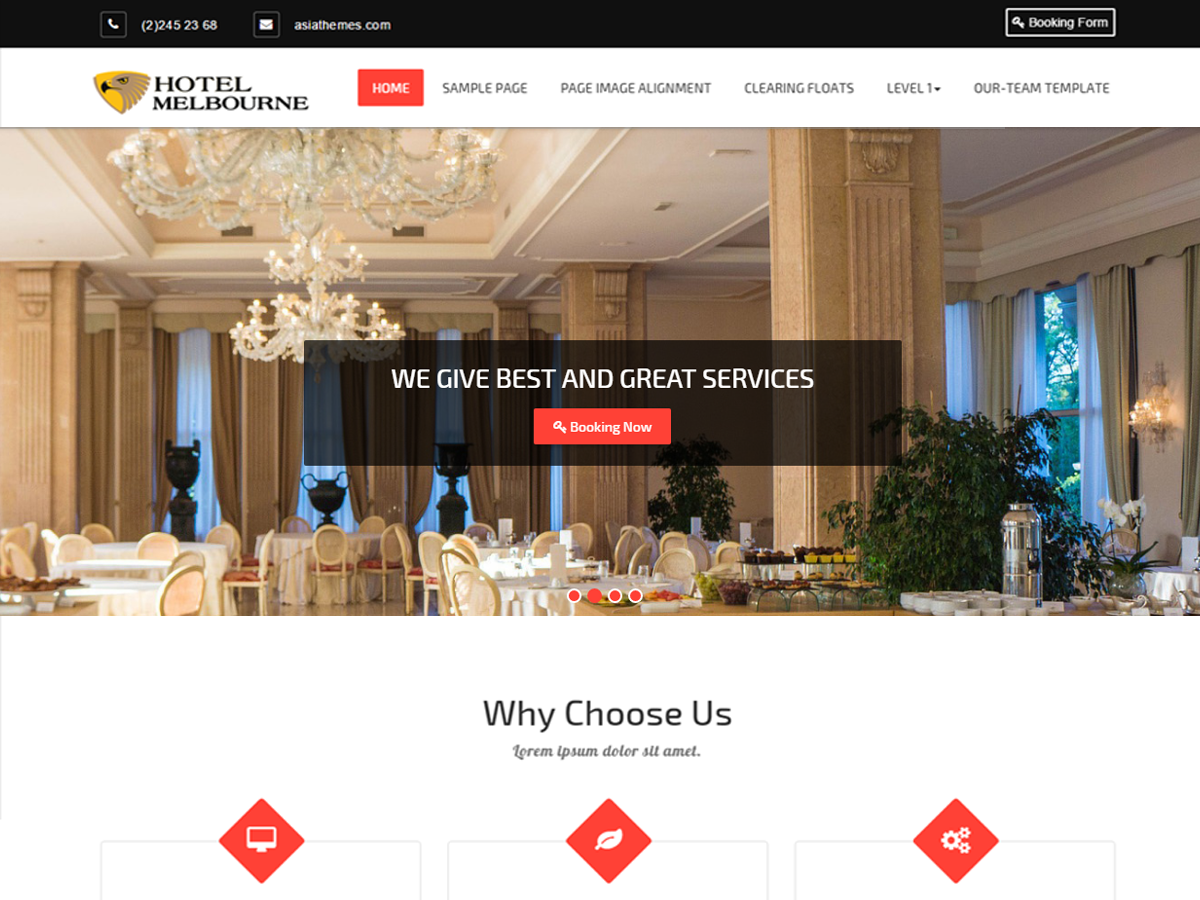 (2)245 23 68
asiathemes.com
Booking Form
HOTEL
MELBOURNE
HOME
SAMPLE PAGE
PAGE IMAGE ALIGNMENT
CLEARING FLOATS
LEVEL 1
OUR-TEAM TEMPLATE
WE GIVE BEST AND GREAT SERVICES
Booking Now
Why Choose Us
Lorem ipsum dolor sit amet.